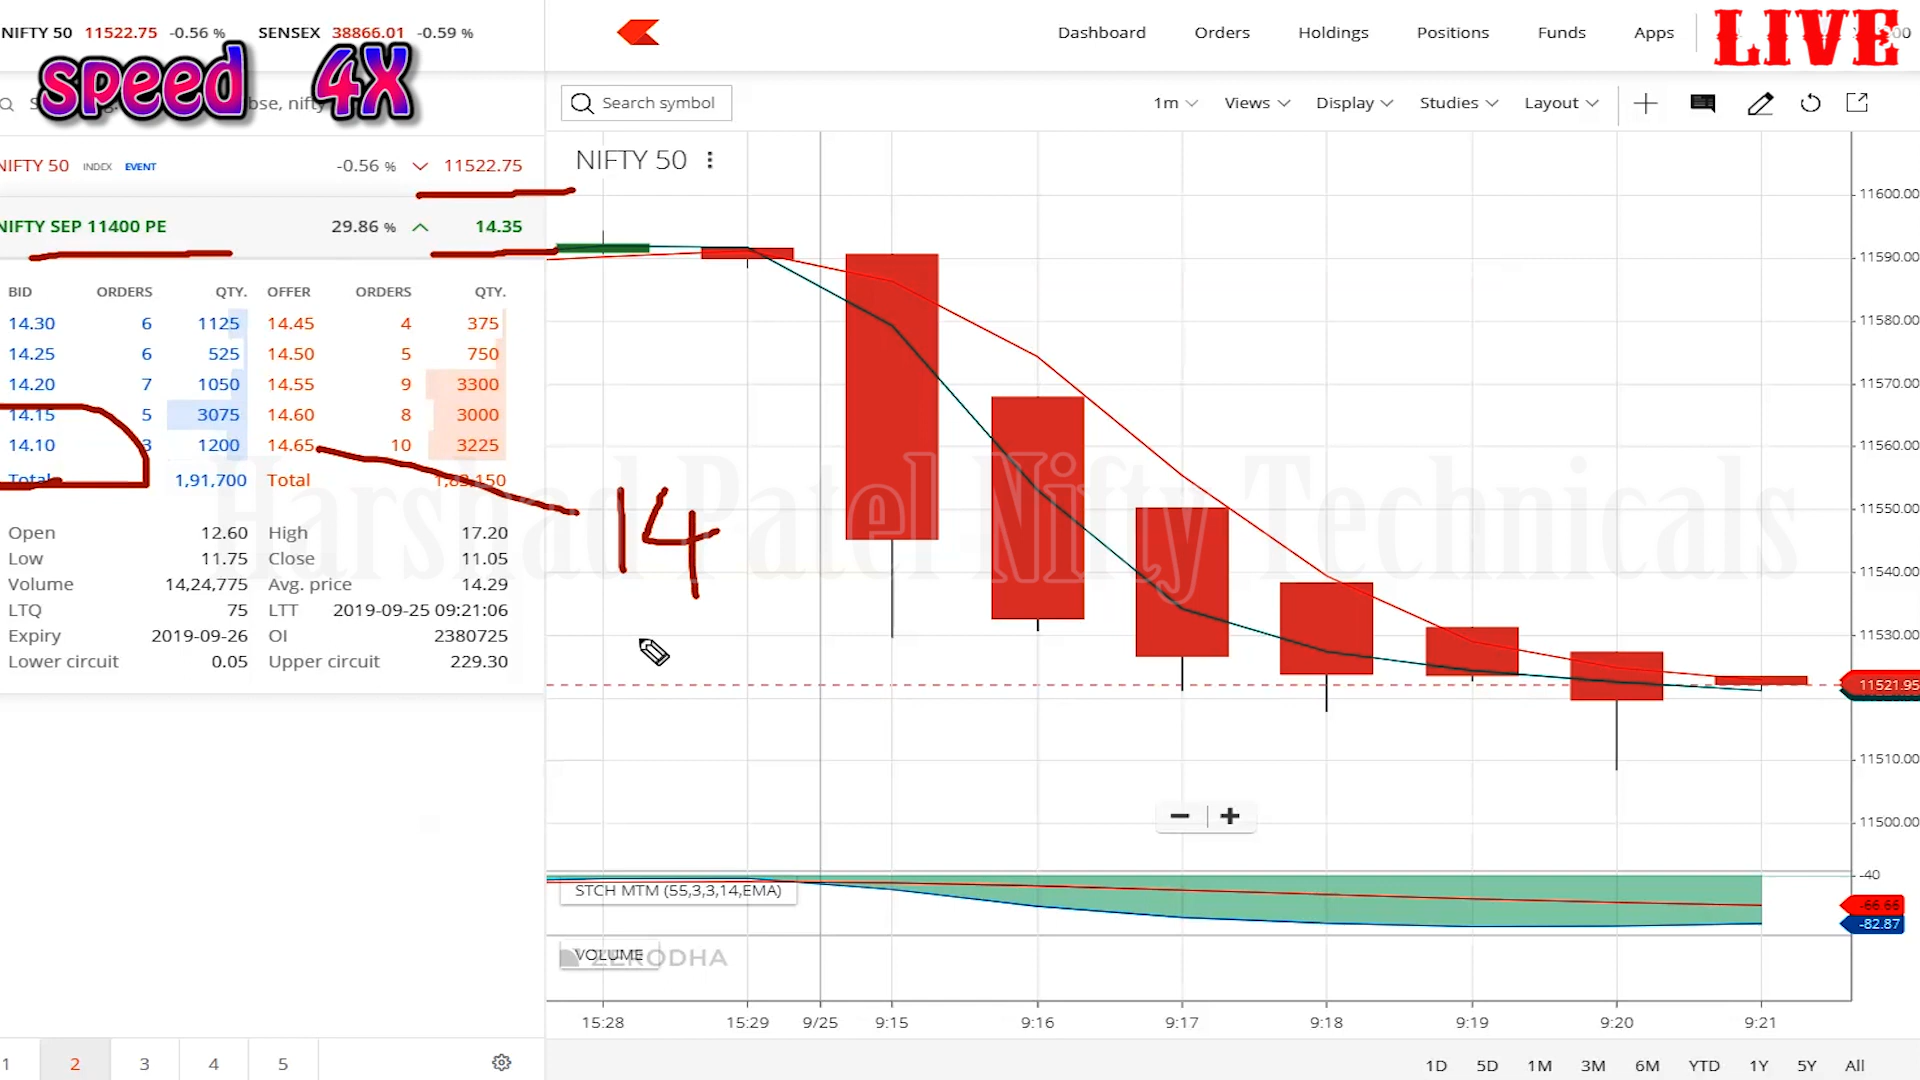 NIFTY 50 11522.75 -0.56 % SENSEX 38866.01 -0.59 %
Dashboard Orders Holdings Positions Funds Apps
LIVE
speed 4X
Search symbol
1m Views Display Studies Layout
NIFTY 50 INDEX EVENT -0.56 % 11522.75
NIFTY 50
NIFTY SEP 11400 PE 29.86 % 14.35
BID ORDERS QTY. OFFER ORDERS QTY.
14.30 6 1125 14.45 4 375
14.25 6 525 14.50 5 750
14.20 7 1050 14.55 9 3300
14.15 5 3075 14.60 8 3000
14.10 3 1200 14.65 10 3225
Total 1,91,700 Total
Open 12.60 High 17.20
Low 11.75 Close 11.05
Volume 14,24,775 Avg. price 14.29
LTQ 75 LTT 2019-09-25 09:21:06
Expiry 2019-09-26 OI 2380725
Lower circuit 0.05 Upper circuit 229.30
14
Harshad Patel Nifty Technicals
11600.00
11590.00
11580.00
11570.00
11560.00
11550.00
11540.00
11530.00
11521.95
11510.00
11500.00
STCH MTM (55,3,3,14,EMA)
-40
-66.66
-82.87
VOLUME
ZERODHA
15:28 15:29 9/25 9:15 9:16 9:17 9:18 9:19 9:20 9:21
1 2 3 4 5
1D 5D 1M 3M 6M YTD 1Y 5Y All